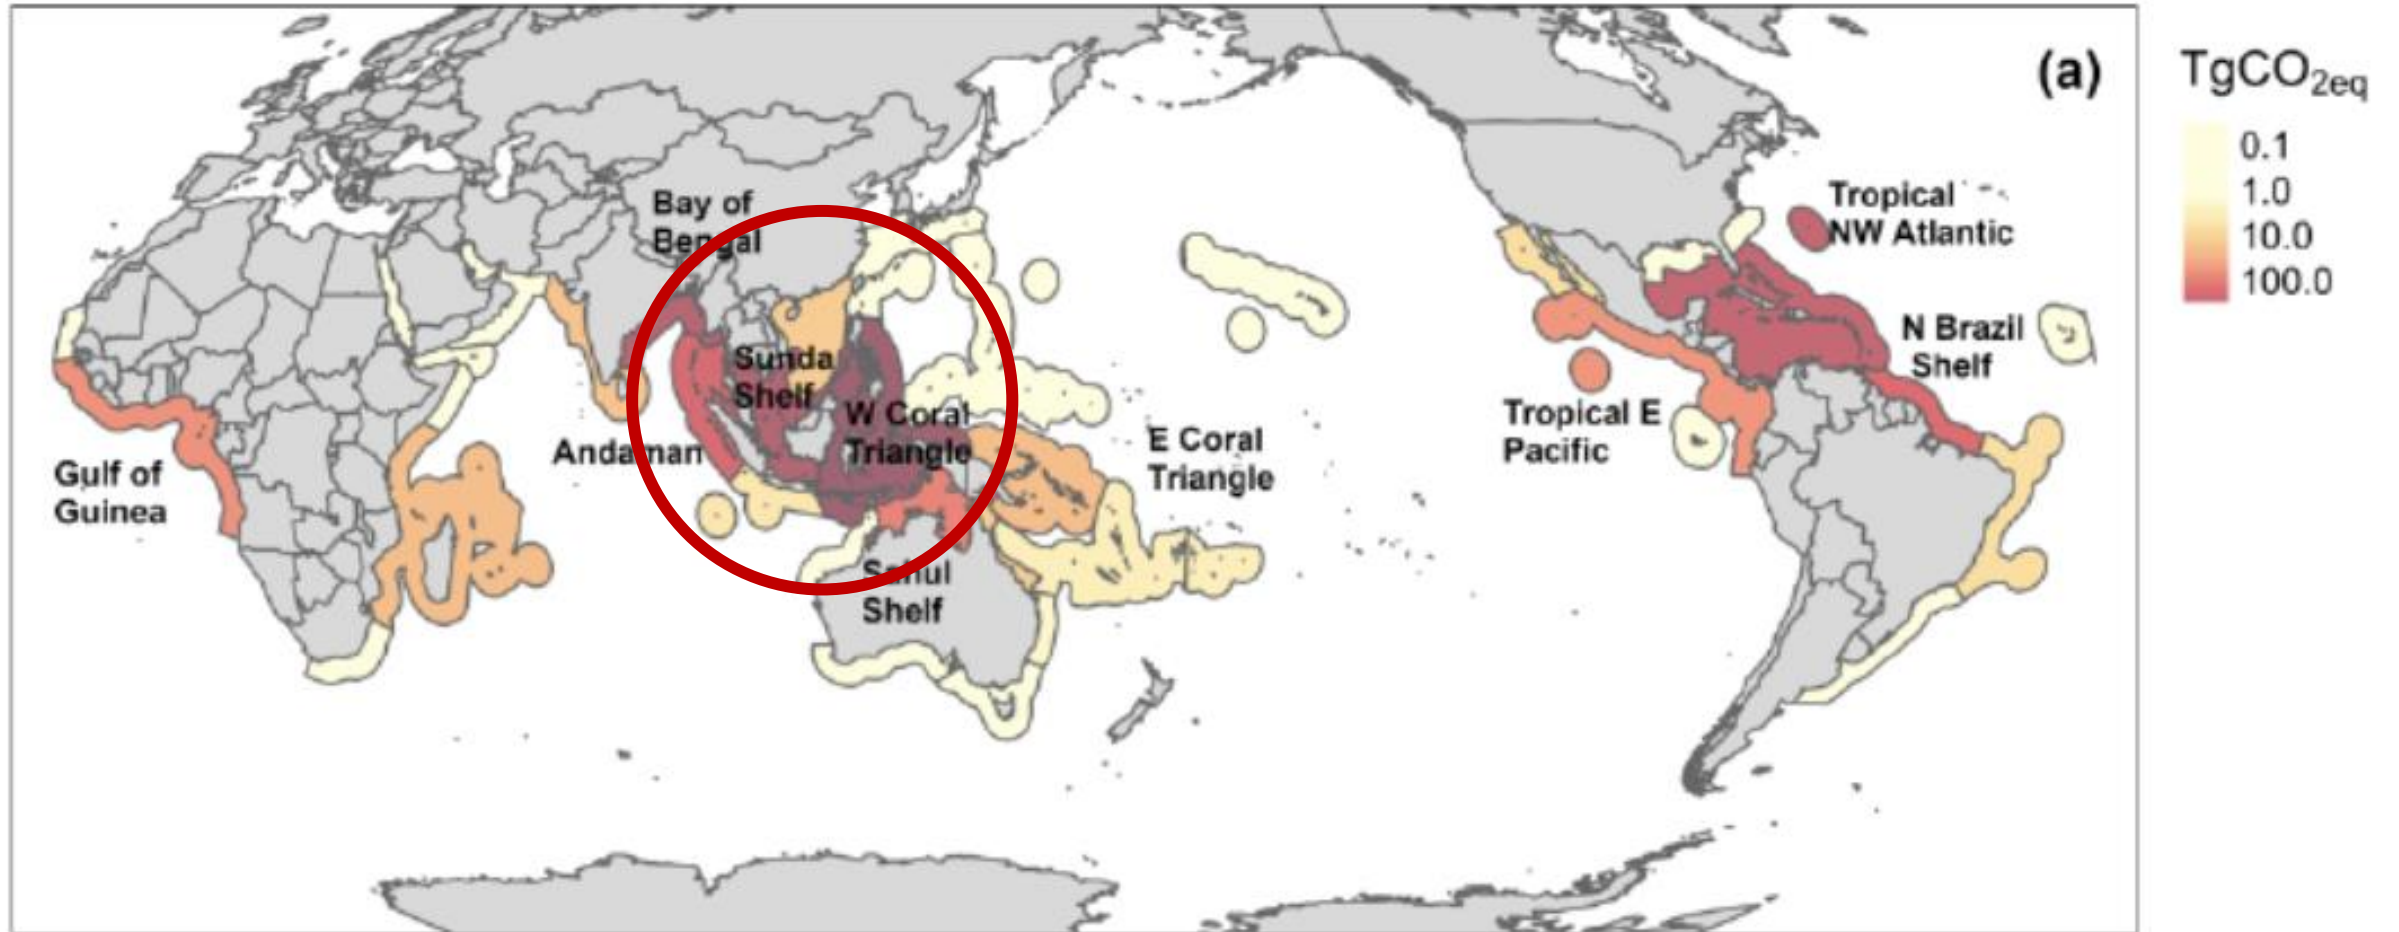 (a)
TgCO2eq
0.1
1.0
10.0
100.0
Bay of
Bengal
Tropical
NW Atlantic
N Brazil
Shelf
Sunda
Shelf
W Coral
Triangle
Andaman
E Coral
Triangle
Tropical E
Pacific
Gulf of
Guinea
Sahul
Shelf